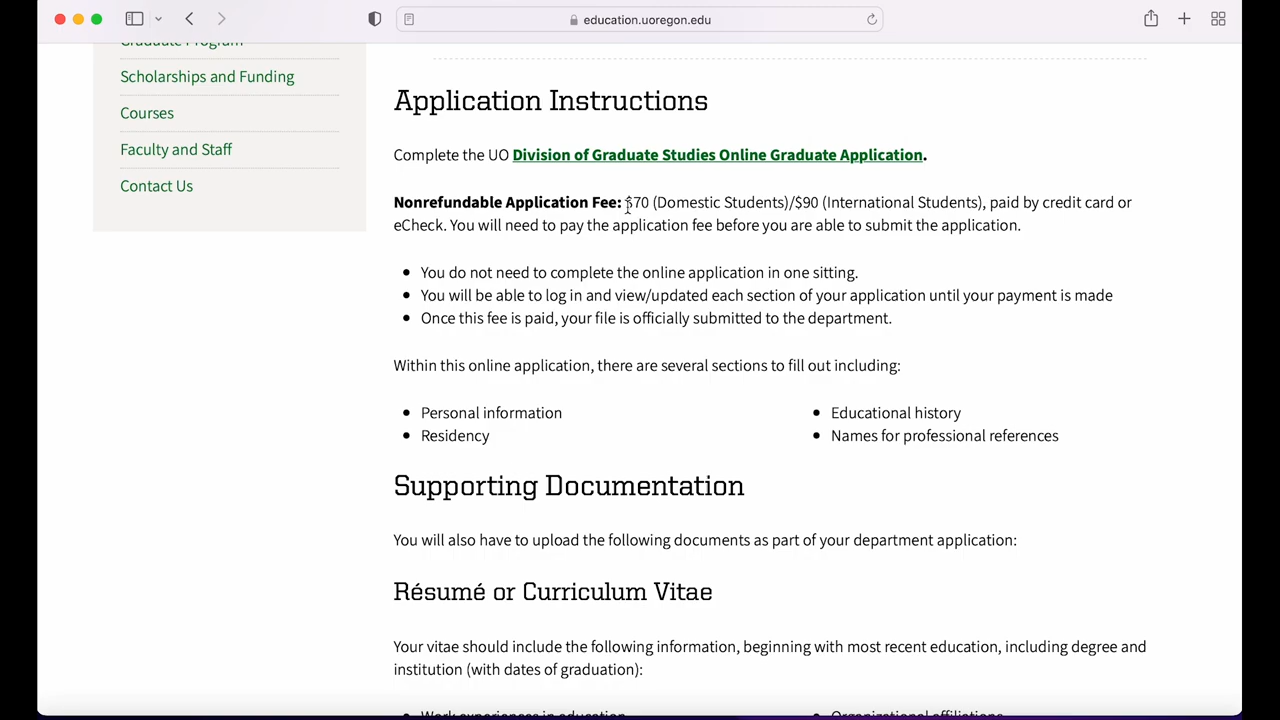 education.uoregon.edu
Graduate Program
Scholarships and Funding
Courses
Faculty and Staff
Contact Us
Application Instructions
Complete the UO Division of Graduate Studies Online Graduate Application.
Nonrefundable Application Fee: $70 (Domestic Students)/$90 (International Students), paid by credit card or
eCheck. You will need to pay the application fee before you are able to submit the application.
You do not need to complete the online application in one sitting.
You will be able to log in and view/updated each section of your application until your payment is made
Once this fee is paid, your file is officially submitted to the department.
Within this online application, there are several sections to fill out including:
Personal information
Residency
Educational history
Names for professional references
Supporting Documentation
You will also have to upload the following documents as part of your department application:
Résumé or Curriculum Vitae
Your vitae should include the following information, beginning with most recent education, including degree and
institution (with dates of graduation):
Work experiences in education
Organizational affiliations